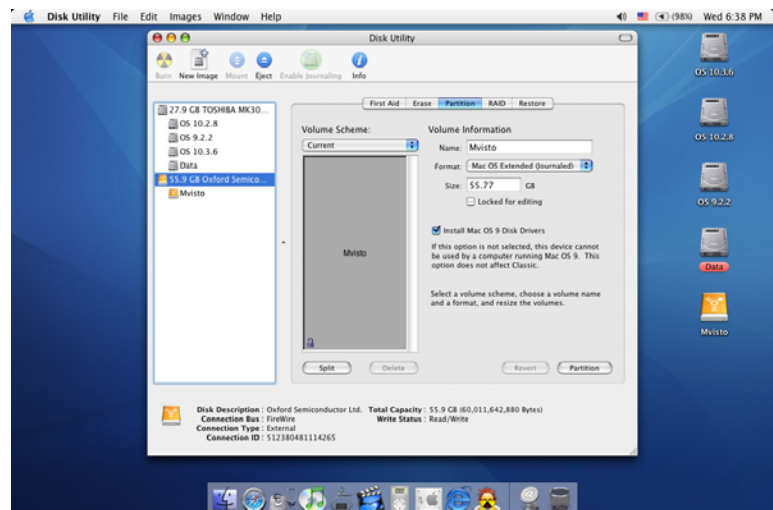 Disk Utility File Edit Images Window Help (98%) Wed 6:38 PM
Disk Utility
Burn New Image Mount Eject Enable Journaling Info
First Aid Erase Partition RAID Restore
27.9 GB TOSHIBA MK30...
OS 10.2.8
OS 9.2.2
OS 10.3.6
Data
55.9 GB Oxford Semico...
Mvisto
Volume Scheme:
Current
Mvisto
Split Delete
Volume Information
Name: Mvisto
Format: Mac OS Extended (Journaled)
Size: 55.77 GB
Locked for editing
Install Mac OS 9 Disk Drivers
If this option is not selected, this device cannot
be used by a computer running Mac OS 9. This
option does not affect Classic.
Select a volume scheme, choose a volume name
and a format, and resize the volumes.
Revert Partition
Disk Description : Oxford Semiconductor Ltd. Total Capacity : 55.9 GB (60,011,642,880 Bytes)
Connection Bus : FireWire Write Status : Read/Write
Connection Type : External
Connection ID : 512380481114265
OS 10.3.6
OS 10.2.8
OS 9.2.2
Data
Mvisto